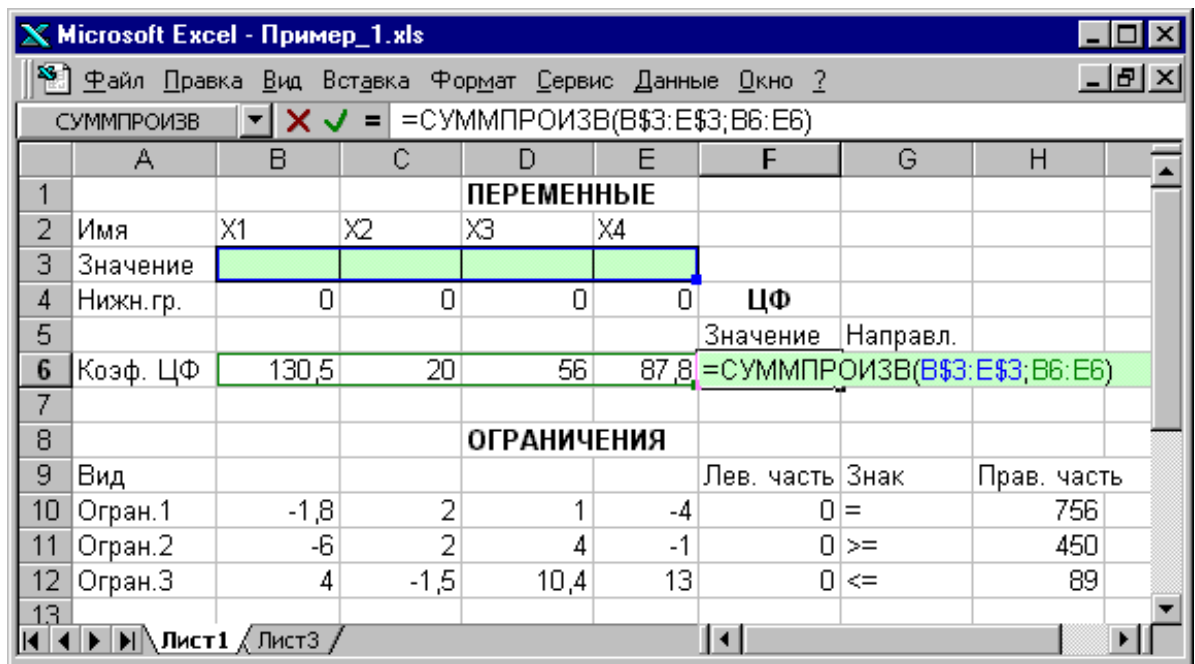 Microsoft Excel - Пример_1.xls
Файл Правка Вид Вставка Формат Сервис Данные Окно ?
СУММПРОИЗВ = =СУММПРОИЗВ(B$3:E$3;B6:E6)
A B C D E F G H
1 ПЕРЕМЕННЫЕ
2 Имя X1 X2 X3 X4
3 Значение
4 Нижн.гр. 0 0 0 0 ЦФ
5 Значение Направл.
6 Коэф. ЦФ 130,5 20 56 87,8 =СУММПРОИЗВ(B$3:E$3;B6:E6)
7
8 ОГРАНИЧЕНИЯ
9 Вид Лев. часть Знак Прав. часть
10 Огран.1 -1,8 2 1 -4 0 = 756
11 Огран.2 -6 2 4 -1 0 >= 450
12 Огран.3 4 -1,5 10,4 13 0 <= 89
13
Лист1 Лист3